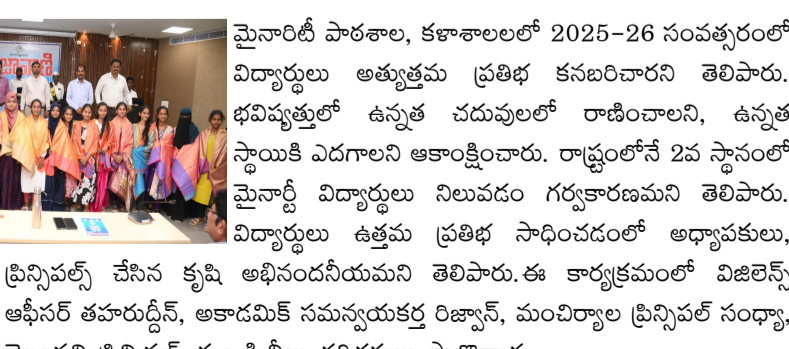 మైనారిటీ పాఠశాల, కళాశాలలలో 2025-26 సంవత్సరంలో
విద్యార్థులు అత్యుత్తమ ప్రతిభ కనబరిచారని తెలిపారు.
భవిష్యత్తులో ఉన్నత చదువులలో రాణించాలని, ఉన్నత
స్థాయికి ఎదగాలని ఆకాంక్షించారు. రాష్ట్రంలోనే 2వ స్థానంలో
మైనార్టీ విద్యార్థులు నిలువడం గర్వకారణమని తెలిపారు.
విద్యార్థులు ఉత్తమ ప్రతిభ సాధించడంలో అధ్యాపకులు,
ప్రిన్సిపల్స్ చేసిన కృషి అభినందనీయమని తెలిపారు.ఈ కార్యక్రమంలో విజిలెన్స్
ఆఫీసర్ తహరుద్దీన్, అకాడమిక్ సమన్వయకర్త రిజ్వాన్, మంచిర్యాల ప్రిన్సిపల్ సంధ్యా,